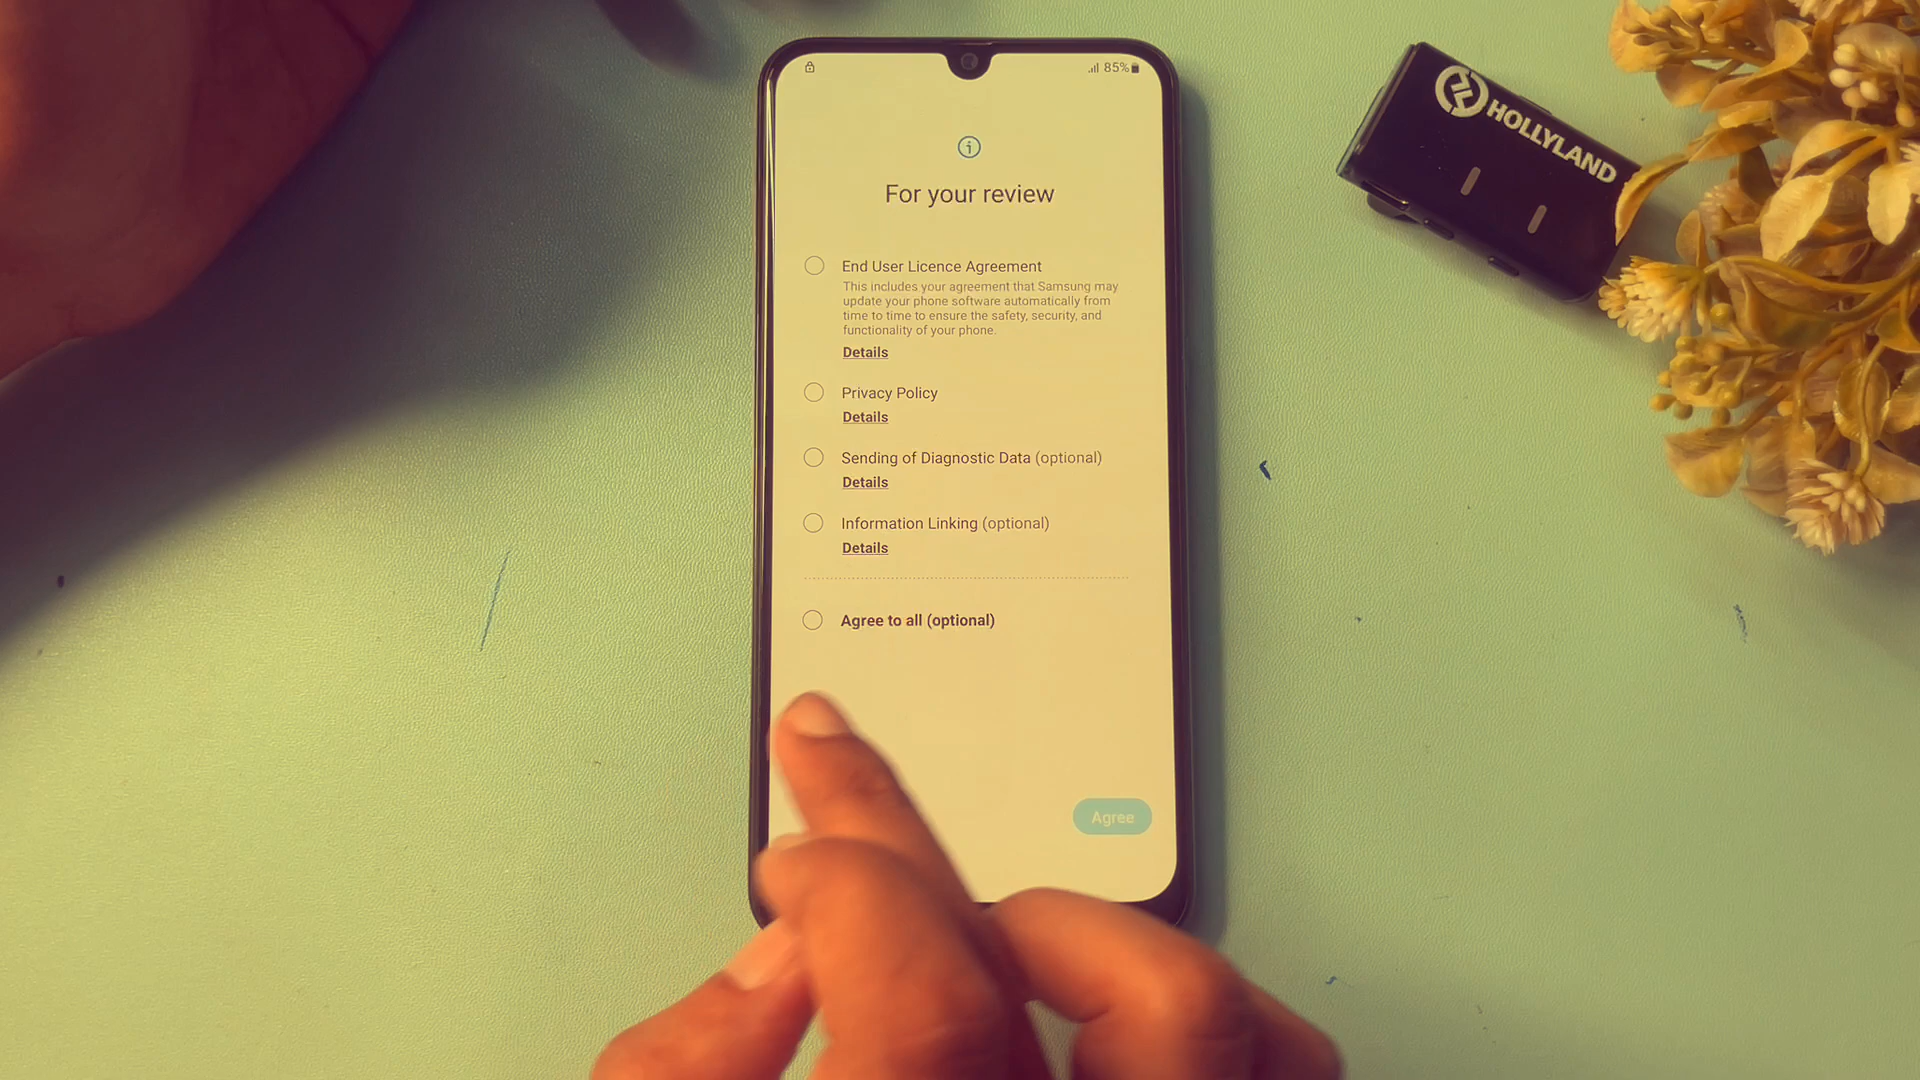 85%
For your review
End User Licence Agreement
This includes your agreement that Samsung may
update your phone software automatically from
time to time to ensure the safety, security, and
functionality of your phone.
Details
Privacy Policy
Details
Sending of Diagnostic Data (optional)
Details
Information Linking (optional)
Details
Agree to all (optional)
Agree
HOLLYLAND